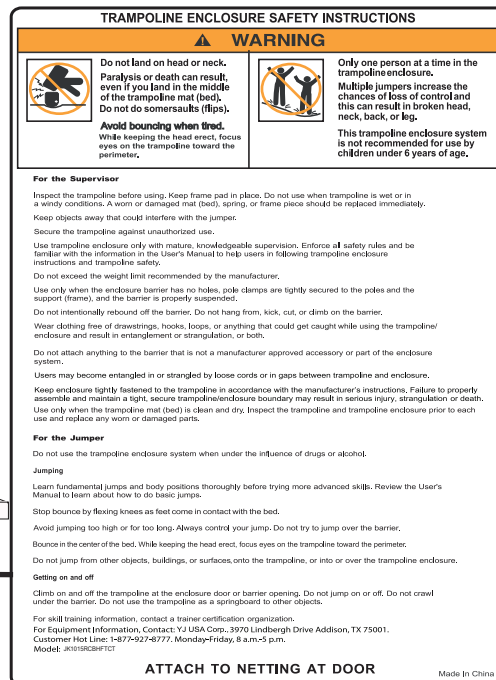 TRAMPOLINE ENCLOSURE SAFETY INSTRUCTIONS
WARNING
Do not land on head or neck.
Paralysis or death can result,
even if you land in the middle
of the trampoline mat (bed).
Do not do somersaults (flips).
Avoid bouncing when tired.
While keeping the head erect, focus
eyes on the trampoline toward the
perimeter.
Only one person at a time in the
trampoline enclosure.
Multiple jumpers increase the
chances of loss of control and
this can result in broken head,
neck, back, or leg.
This trampoline enclosure system
is not recommended for use by
children under 6 years of age.
For the Supervisor
Inspect the trampoline before using. Keep frame pad in place. Do not use when trampoline is wet or in
a windy conditions. A worn or damaged mat (bed), spring, or frame piece should be replaced immediately.
Keep objects away that could interfere with the jumper.
Secure the trampoline against unauthorized use.
Use trampoline enclosure only with mature, knowledgeable supervision. Enforce all safety rules and be
familiar with the information in the User's Manual to help users in following trampoline enclosure
instructions and trampoline safety.
Do not exceed the weight limit recommended by the manufacturer.
Use only when the enclosure barrier has no holes, pole clamps are tightly secured to the poles and the
support (frame), and the barrier is properly suspended.
Do not intentionally rebound off the barrier. Do not hang from, kick, cut, or climb on the barrier.
Wear clothing free of drawstrings, hooks, loops, or anything that could get caught while using the trampoline/
enclosure and result in entanglement or strangulation, or both.
Do not attach anything to the barrier that is not a manufacturer approved accessory or part of the enclosure
system.
Users may become entangled in or strangled by loose cords or in gaps between trampoline and enclosure.
Keep enclosure tightly fastened to the trampoline in accordance with the manufacturer's instructions. Failure to properly
assemble and maintain a tight, secure trampoline/enclosure boundary may result in serious injury, strangulation or death.
Use only when the trampoline mat (bed) is clean and dry. Inspect the trampoline and trampoline enclosure prior to each
use and replace any worn or damaged parts.
For the Jumper
Do not use the trampoline enclosure system when under the influence of drugs or alcohol.
Jumping
Learn fundamental jumps and body positions thoroughly before trying more advanced skills. Review the User's
Manual to learn about how to do basic jumps.
Stop bounce by flexing knees as feet come in contact with the bed.
Avoid jumping too high or for too long. Always control your jump. Do not try to jump over the barrier.
Bounce in the center of the bed. While keeping the head erect, focus eyes on the trampoline toward the perimeter.
Do not jump from other objects, buildings, or surfaces, onto the trampoline, or into or over the trampoline enclosure.
Getting on and off
Climb on and off the trampoline at the enclosure door or barrier opening. Do not jump on or off. Do not crawl
under the barrier. Do not use the trampoline as a springboard to other objects.
For skill training information, contact a trainer certification organization.
For Equipment Information, Contact: YJ USA Corp., 3970 Lindbergh Drive Addison, TX 75001.
Customer Hot Line: 1-877-927-8777. Monday-Friday, 8 a.m.-5 p.m.
Model: JK1015RCBHFTCT
ATTACH TO NETTING AT DOOR
Made In China